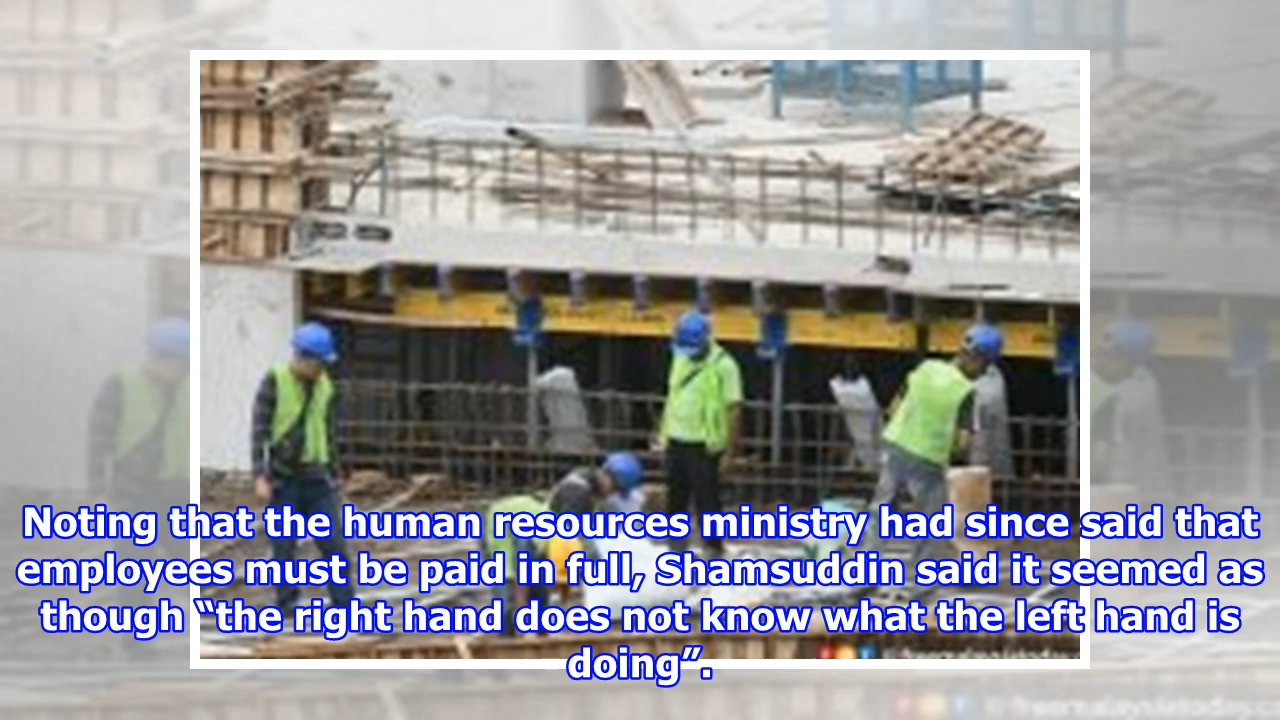 Noting that the human resources ministry had since said that
employees must be paid in full, Shamsuddin said it seemed as
though “the right hand does not know what the left hand is
doing”.